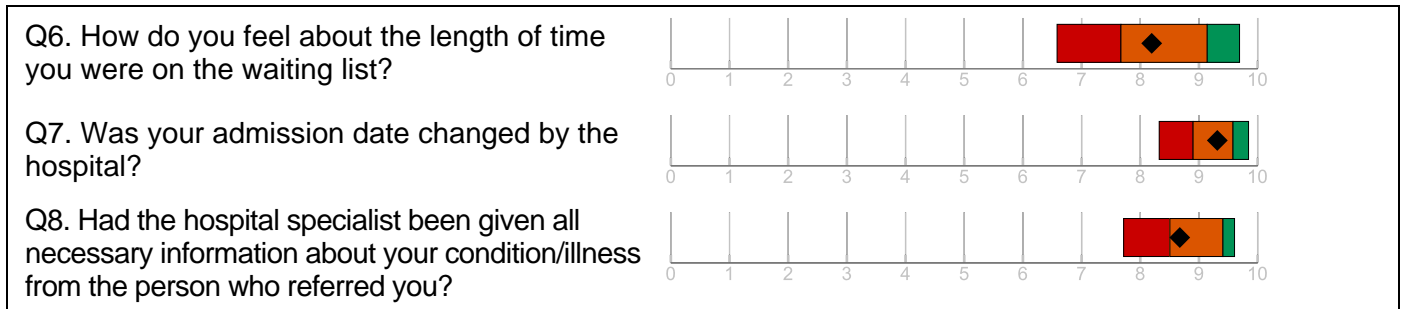 Q6. How do you feel about the length of time
you were on the waiting list?
0 1 2 3 4 5 6 7 8 9 10
Q7. Was your admission date changed by the
hospital?
0 1 2 3 4 5 6 7 8 9 10
Q8. Had the hospital specialist been given all
necessary information about your condition/illness
from the person who referred you?
0 1 2 3 4 5 6 7 8 9 10